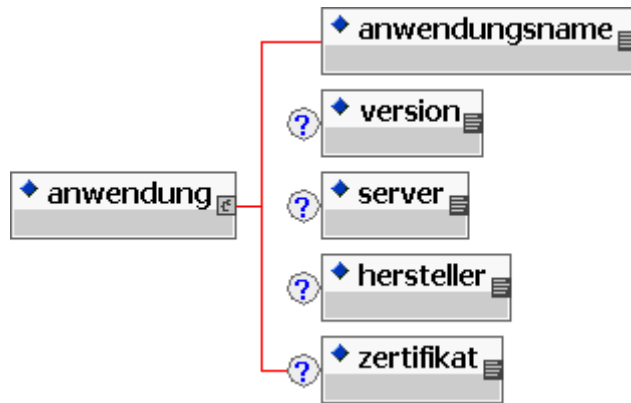 anwendungsname
? version
anwendung
? server
? hersteller
? zertifikat